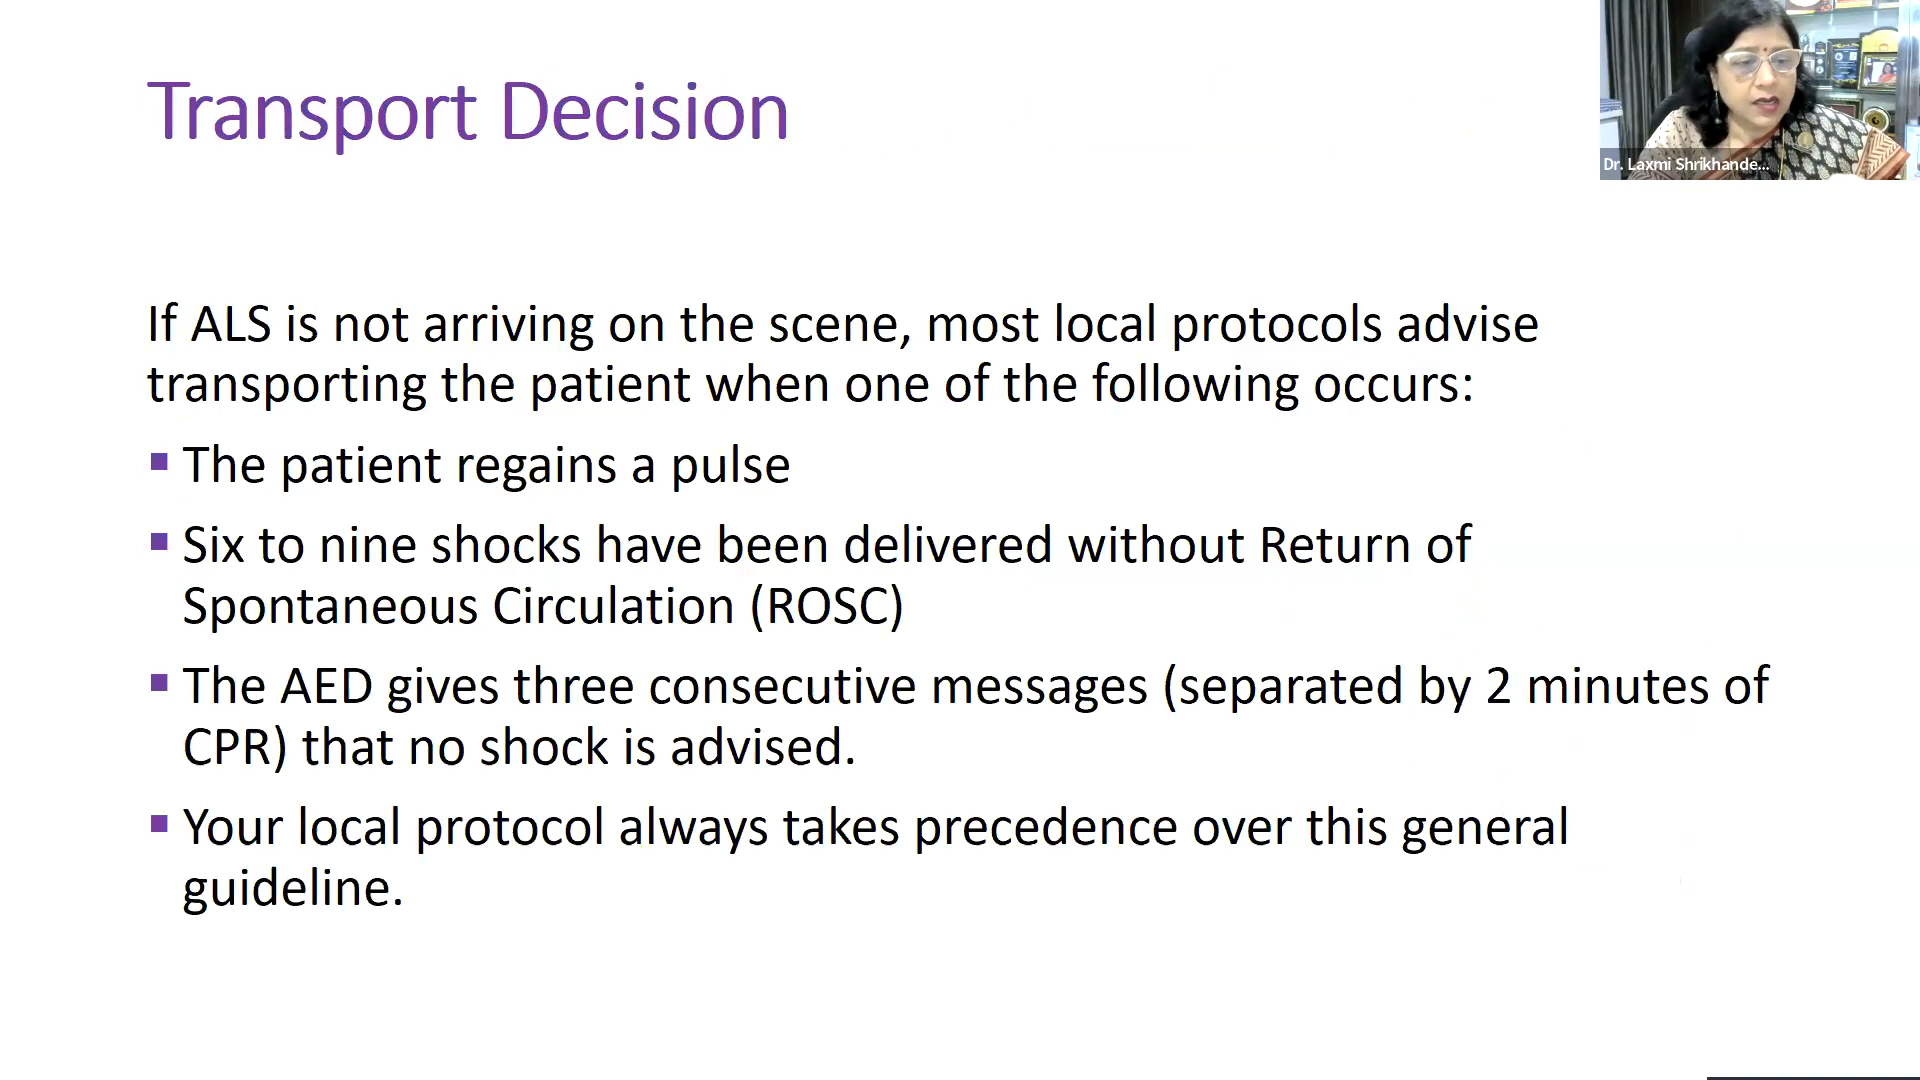 Transport Decision
Dr. Laxmi Shrikhande...
If ALS is not arriving on the scene, most local protocols advise
transporting the patient when one of the following occurs:
▪ The patient regains a pulse
▪ Six to nine shocks have been delivered without Return of
Spontaneous Circulation (ROSC)
▪ The AED gives three consecutive messages (separated by 2 minutes of
CPR) that no shock is advised.
▪ Your local protocol always takes precedence over this general
guideline.